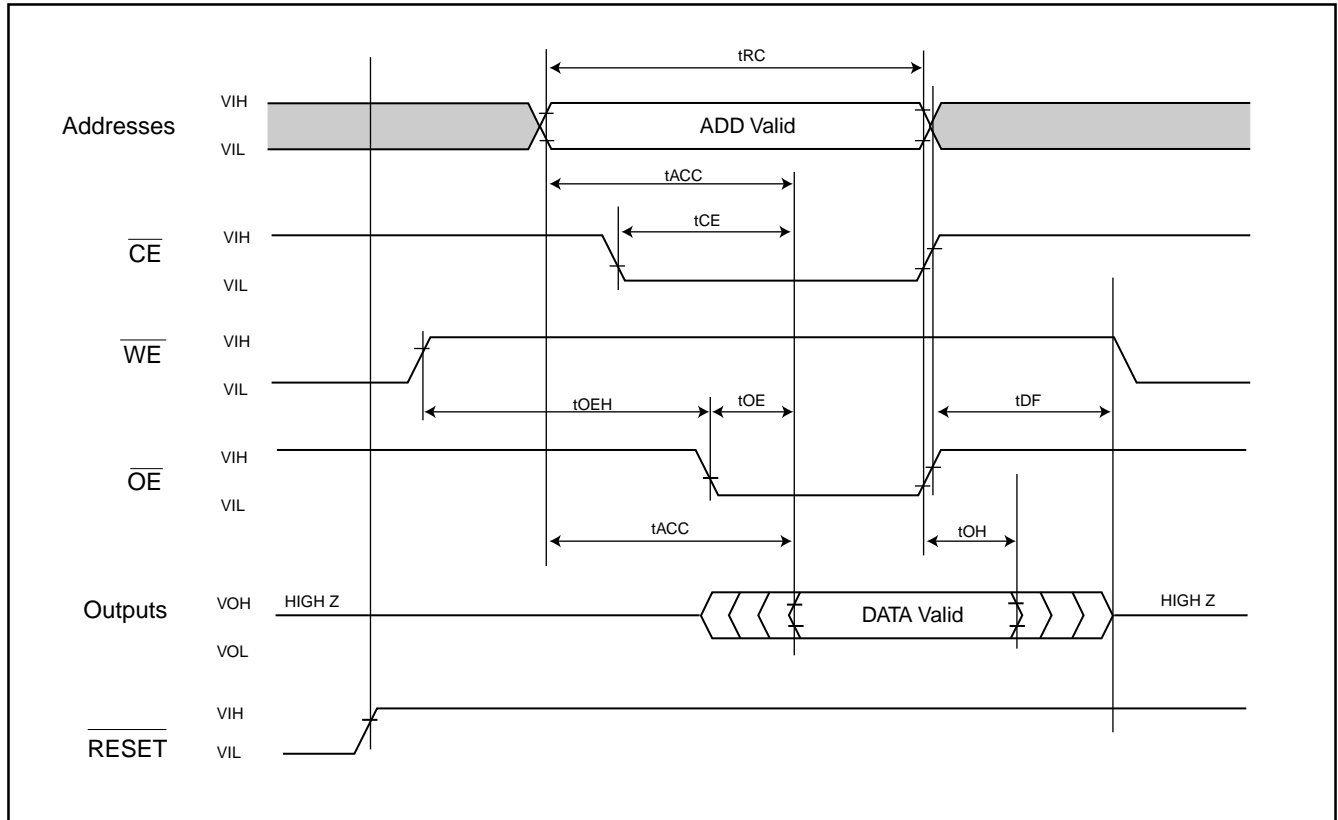 tRC
VIH
Addresses
ADD Valid
VIL
tACC
tCE
VIH
CE
VIL
VIH
WE
VIL
tOEH
tOE
tDF
VIH
OE
VIL
tACC
tOH
Outputs
VOH
HIGH Z
DATA Valid
HIGH Z
VOL
VIH
RESET
VIL